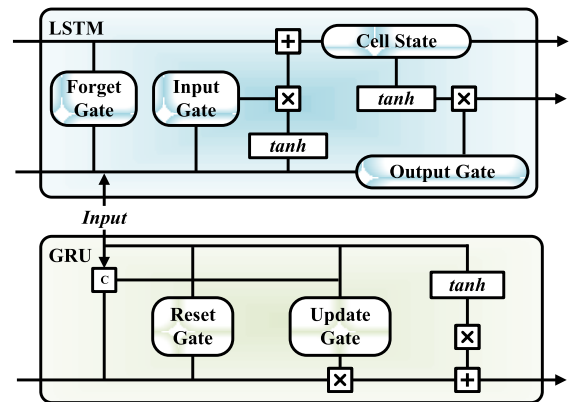 LSTM
+
Cell State
Forget
Gate
Input
Gate
×
tanh
×
tanh
Output Gate
Input
GRU
C
tanh
Reset
Gate
Update
Gate
×
×
+